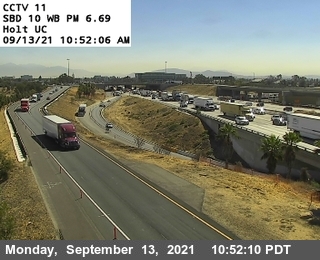 CCTV 11
SBD 10 WB PM 6.69
Holt UC
09/13/21 10:52:06 AM
Monday, September 13, 2021 10:52:10 PDT